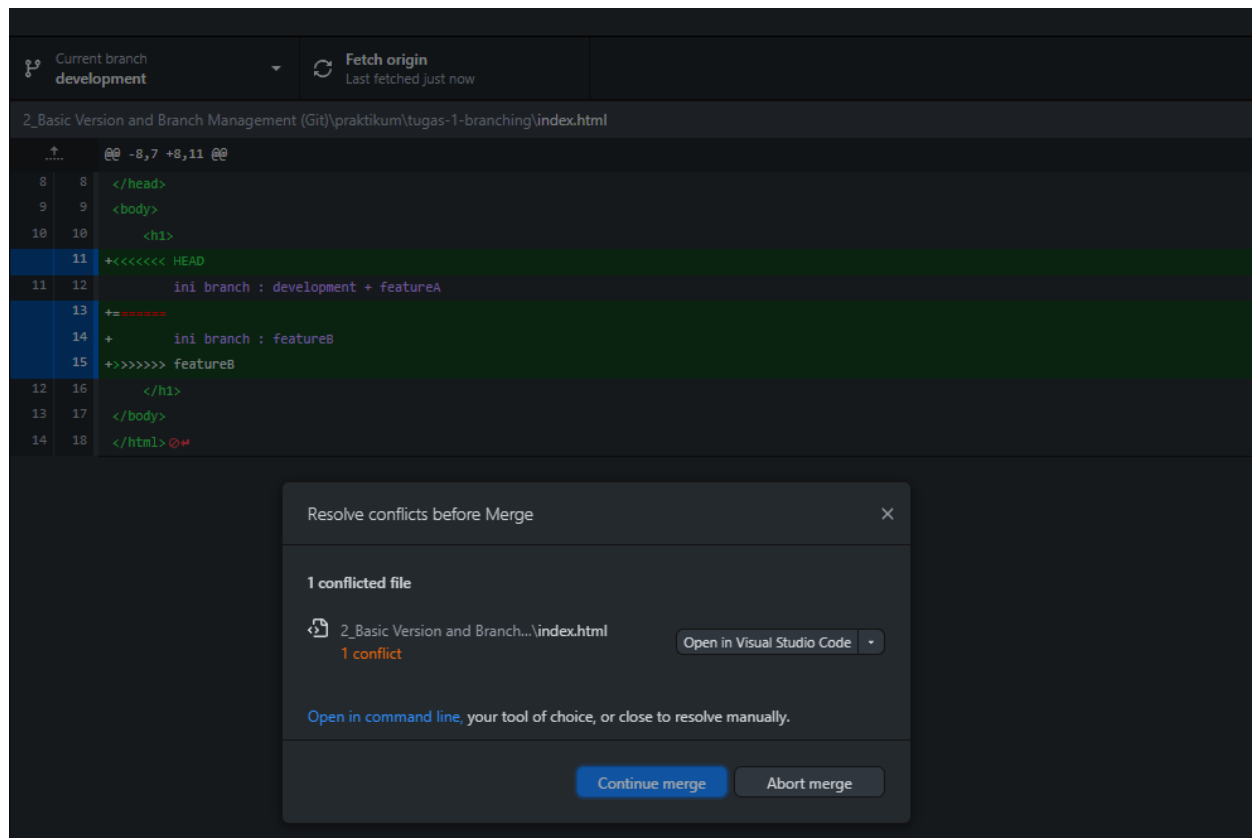 Current branch
development
Fetch origin
Last fetched just now
2_Basic Version and Branch Management (Git)\praktikum\tugas-1-branching\index.html
@@ -8,7 +8,11 @@
8 8 </head>
9 9 <body>
10 10 <h1>
11 +<<<<<<< HEAD
11 12 ini branch : development + featureA
13 +=======
14 + ini branch : featureB
15 +>>>>>>> featureB
12 16 </h1>
13 17 </body>
14 18 </html>
Resolve conflicts before Merge
1 conflicted file
2_Basic Version and Branch...\index.html
1 conflict
Open in Visual Studio Code
Open in command line, your tool of choice, or close to resolve manually.
Continue merge
Abort merge